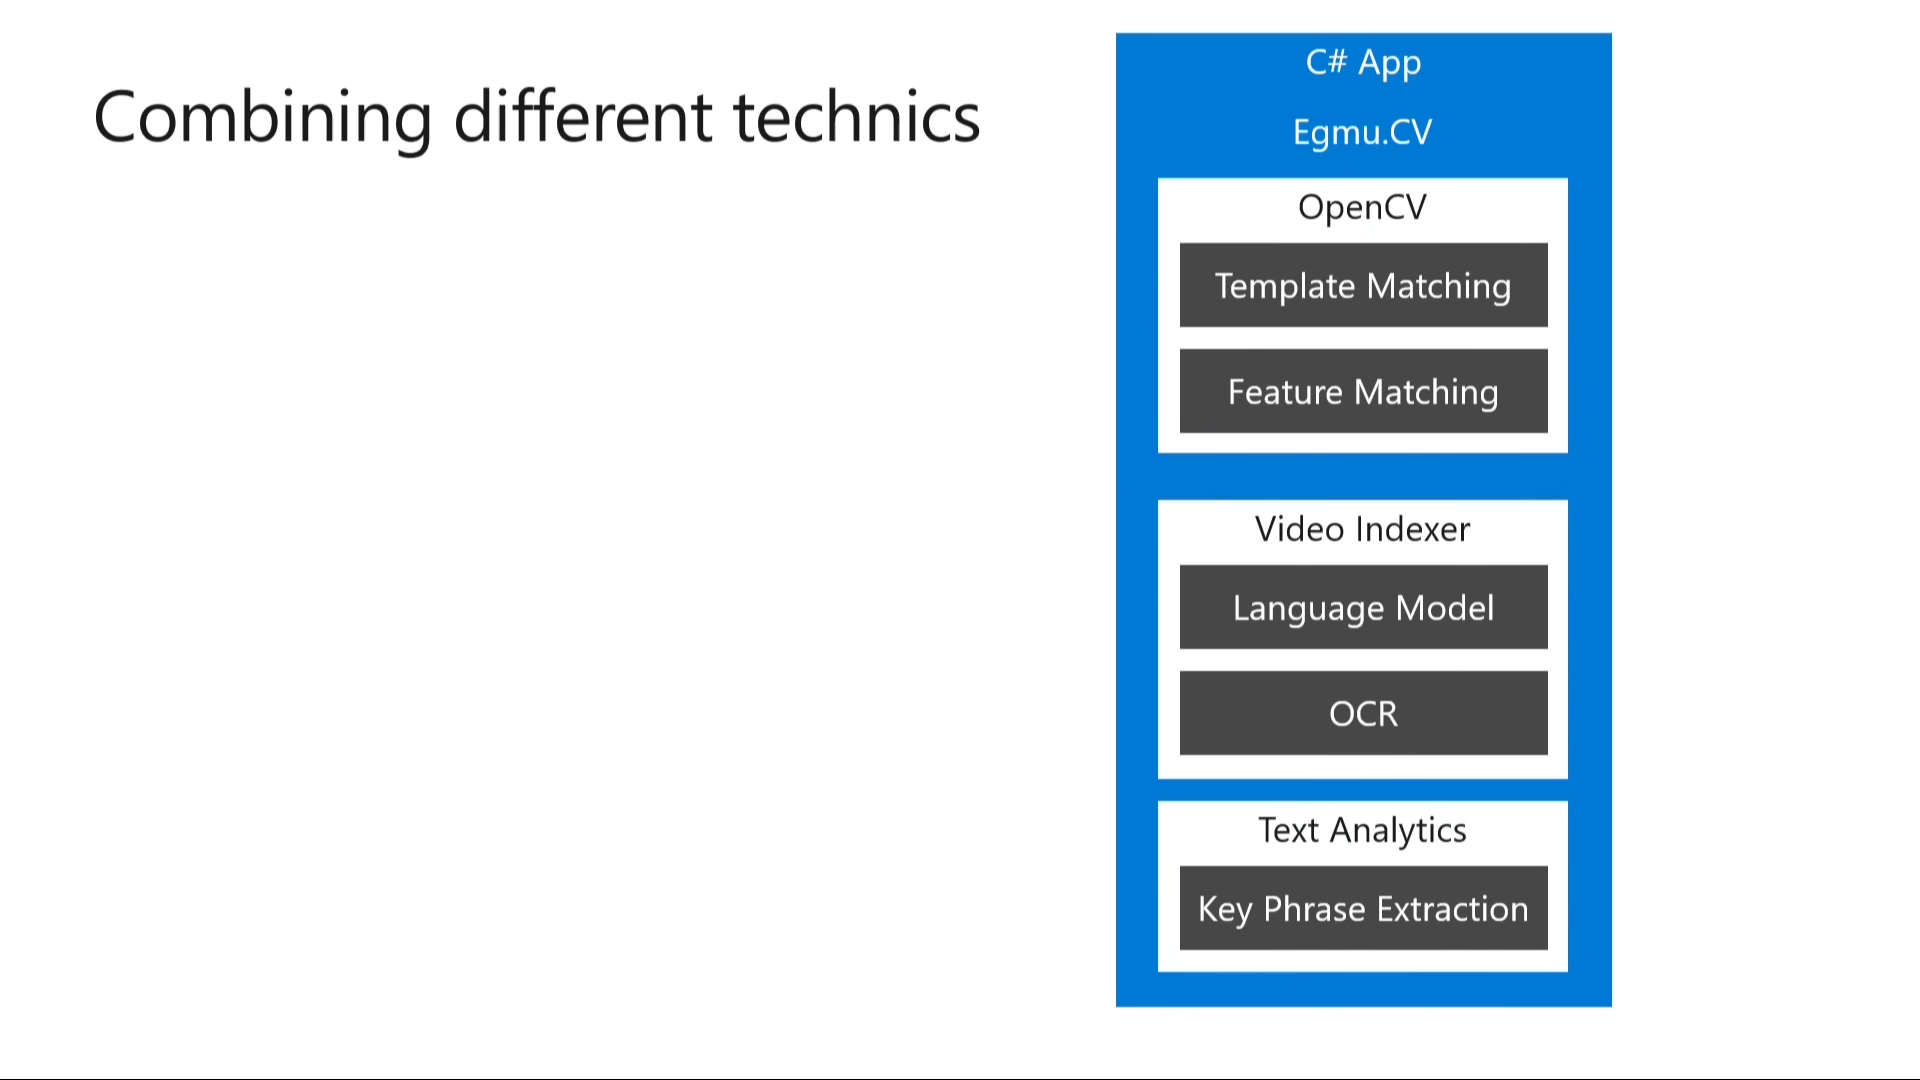 Combining different technics
C# App
Egmu.CV
OpenCV
Template Matching
Feature Matching
Video Indexer
Language Model
OCR
Text Analytics
Key Phrase Extraction